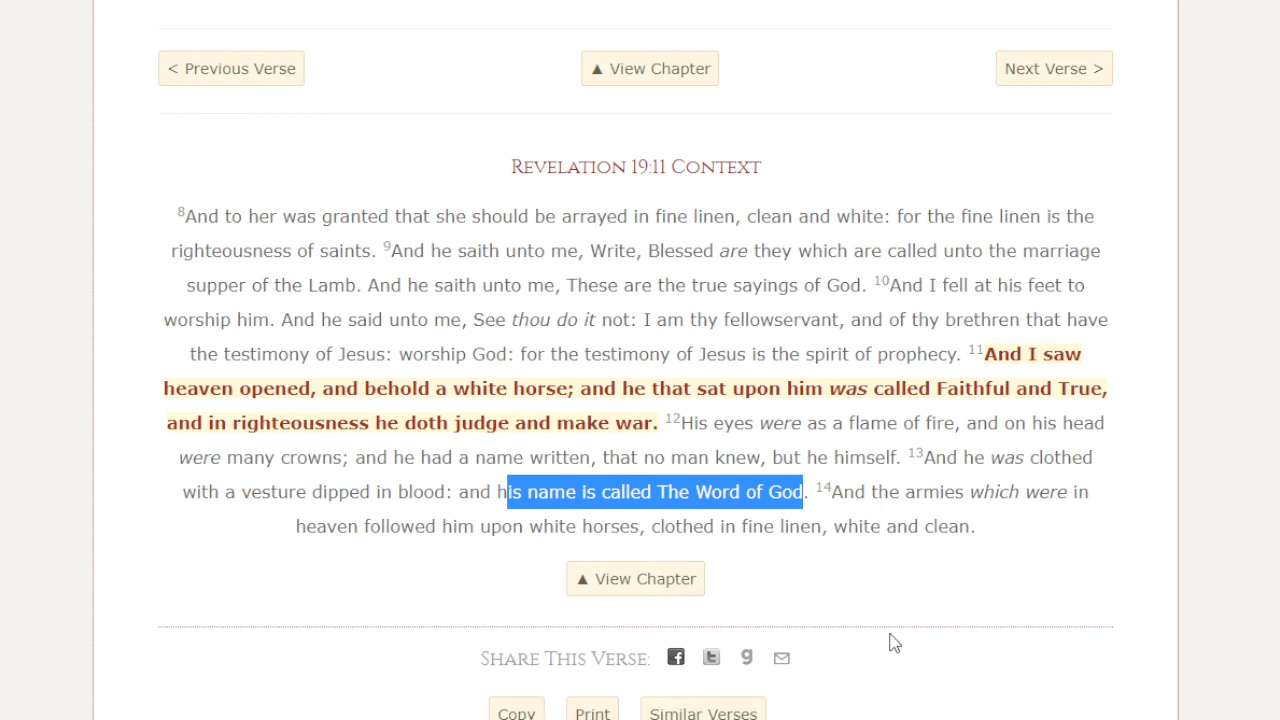 < Previous Verse
▲ View Chapter
Next Verse >
Revelation 19:11 Context
8And to her was granted that she should be arrayed in fine linen, clean and white: for the fine linen is the
righteousness of saints. 9And he saith unto me, Write, Blessed are they which are called unto the marriage
supper of the Lamb. And he saith unto me, These are the true sayings of God. 10And I fell at his feet to
worship him. And he said unto me, See thou do it not: I am thy fellowservant, and of thy brethren that have
the testimony of Jesus: worship God: for the testimony of Jesus is the spirit of prophecy. 11And I saw
heaven opened, and behold a white horse; and he that sat upon him was called Faithful and True,
and in righteousness he doth judge and make war. 12His eyes were as a flame of fire, and on his head
were many crowns; and he had a name written, that no man knew, but he himself. 13And he was clothed
with a vesture dipped in blood: and his name is called The Word of God. 14And the armies which were in
heaven followed him upon white horses, clothed in fine linen, white and clean.
▲ View Chapter
Share This Verse:
Copy
Print
Similar Verses